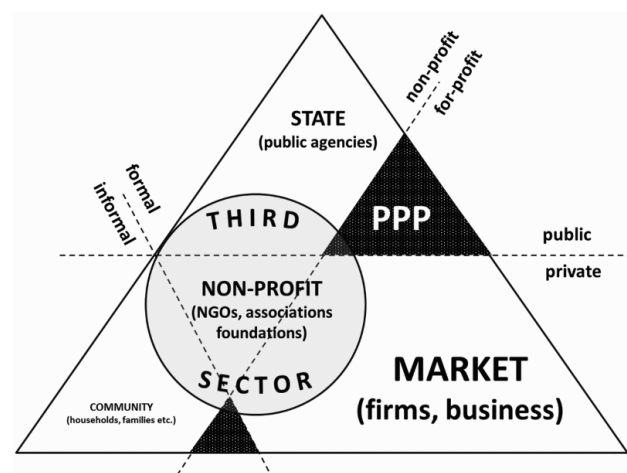 STATE
(public agencies)
non-profit
for-profit
formal
informal
THIRD
PPP
public
private
NON-PROFIT
(NGOs, associations
foundations)
SECTOR
MARKET
(firms, business)
COMMUNITY
(households, families etc.)